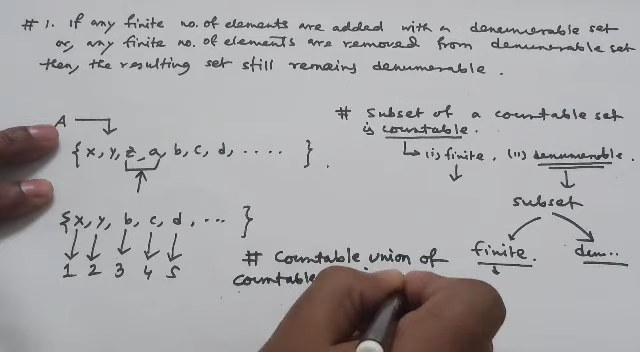 # 1. If any finite no. of elements are added with a denumerable set
or, any finite no. of elements are removed from denumerable set
then, the resulting set still remains denumerable.
A
{x, y, z, a, b, c, d, .... }.
{x, y, b, c, d, ... }
1 2 3 4 5
# subset of a countable set
is countable.
(i) finite, (ii) denumerable.
subset
finite. den...
# Countable union of
countable